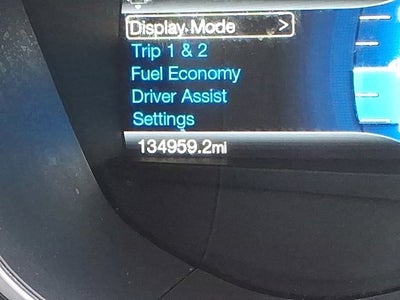 Display Mode >
Trip 1 & 2
Fuel Economy
Driver Assist
Settings
134959.2mi